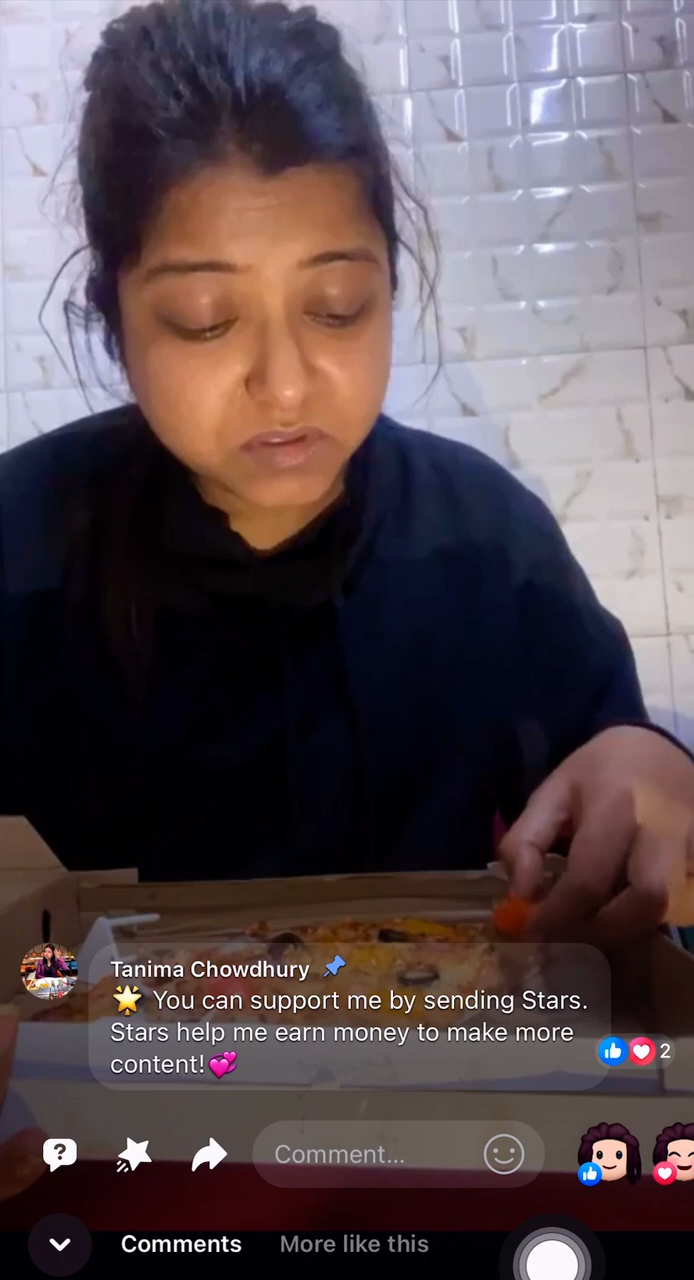 Tanima Chowdhury 📌
🌟 You can support me by sending Stars.
Stars help me earn money to make more
content!💞
2
Comment...
Comments
More like this